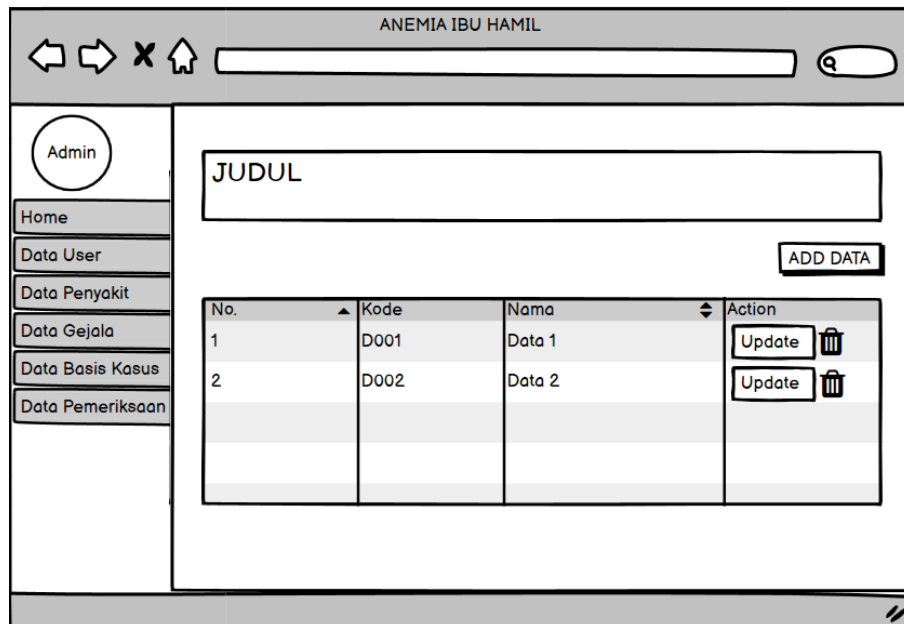 ANEMIA IBU HAMIL
Admin
Home
Data User
Data Penyakit
Data Gejala
Data Basis Kasus
Data Pemeriksaan
JUDUL
ADD DATA
No. Kode Nama Action
1 D001 Data 1 Update
2 D002 Data 2 Update